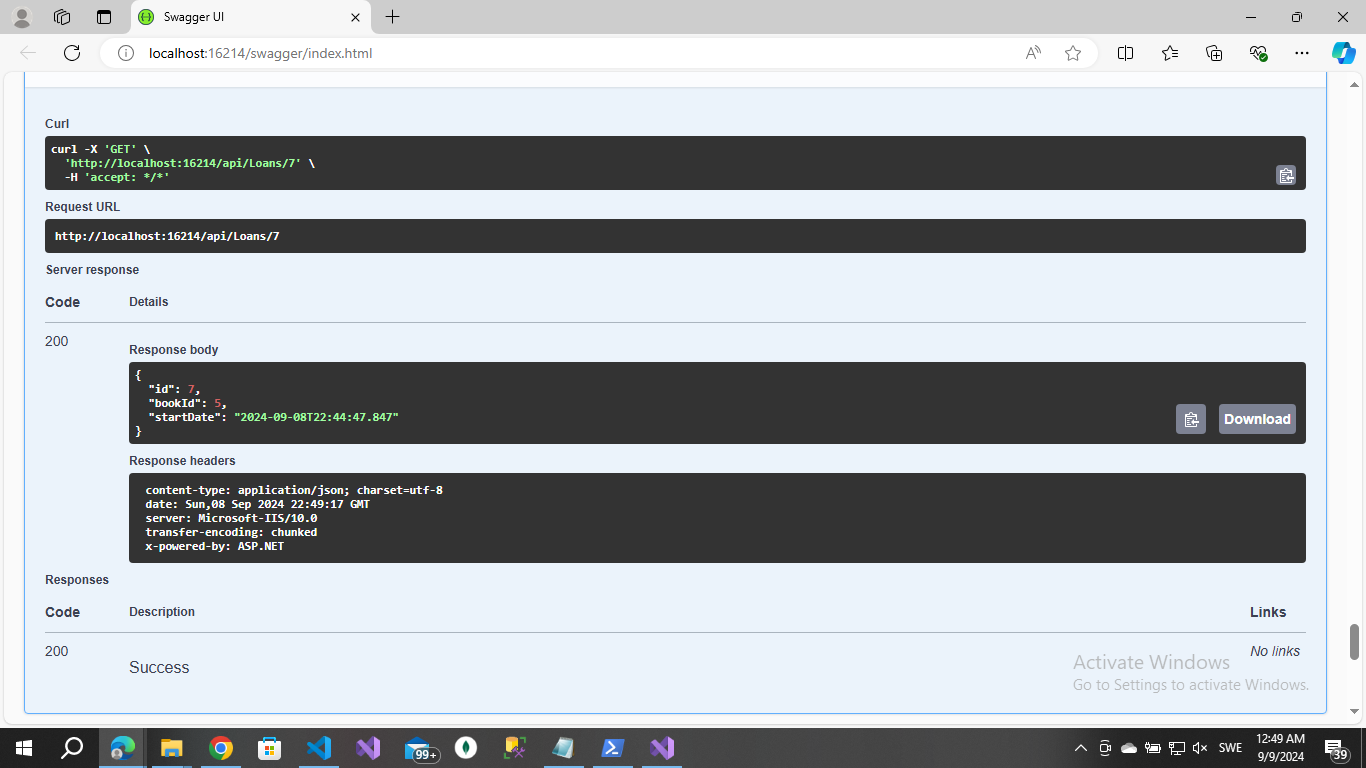 Swagger UI
localhost:16214/swagger/index.html
Curl
curl -X 'GET' \
'http://localhost:16214/api/Loans/7' \
-H 'accept: */*'
Request URL
http://localhost:16214/api/Loans/7
Server response
Code Details
200
Response body
{
"id": 7,
"bookId": 5,
"startDate": "2024-09-08T22:44:47.847"
}
Download
Response headers
content-type: application/json; charset=utf-8
date: Sun,08 Sep 2024 22:49:17 GMT
server: Microsoft-IIS/10.0
transfer-encoding: chunked
x-powered-by: ASP.NET
Responses
Code Description Links
200 No links
Success
Activate Windows
Go to Settings to activate Windows.
99+
SWE
12:49 AM
9/9/2024
39